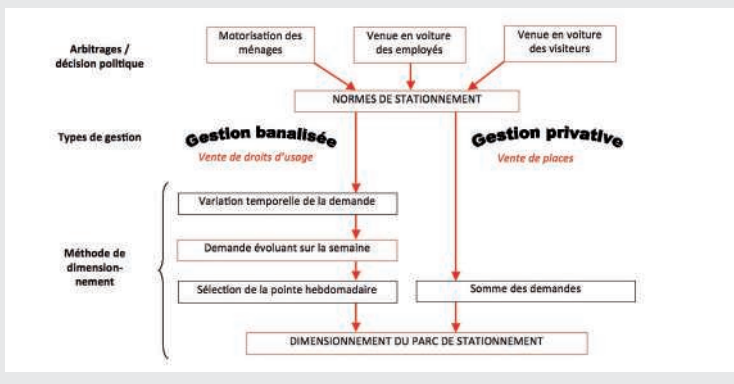 Arbitrages /
décision politique
Motorisation des
ménages
Venue en voiture
des employés
Venue en voiture
des visiteurs
NORMES DE STATIONNEMENT
Types de gestion
Gestion banalisée
Vente de droits d'usage
Gestion privative
Vente de places
Méthode de
dimension-
nement
Variation temporelle de la demande
Demande évoluant sur la semaine
Sélection de la pointe hebdomadaire
Somme des demandes
DIMENSIONNEMENT DU PARC DE STATIONNEMENT